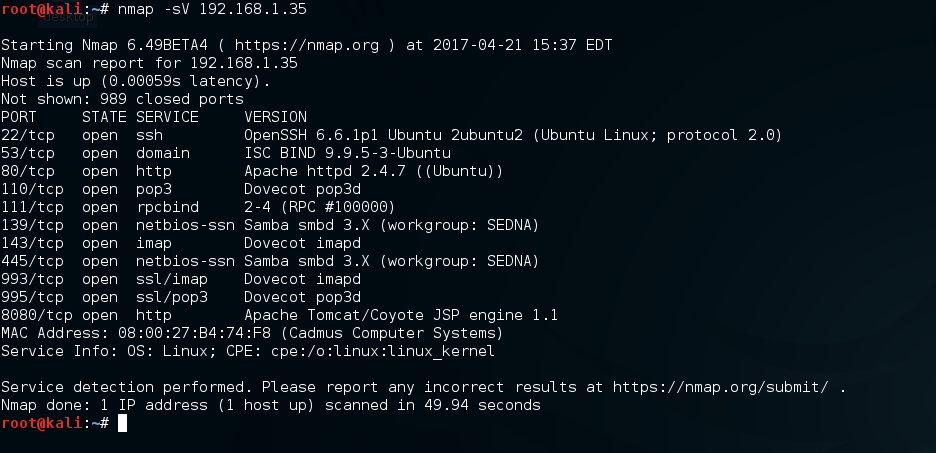 root@kali:~# nmap -sV 192.168.1.35
desktop
Starting Nmap 6.49BETA4 ( https://nmap.org ) at 2017-04-21 15:37 EDT
Nmap scan report for 192.168.1.35
Host is up (0.00059s latency).
Not shown: 989 closed ports
PORT     STATE SERVICE     VERSION
22/tcp   open  ssh         OpenSSH 6.6.1p1 Ubuntu 2ubuntu2 (Ubuntu Linux; protocol 2.0)
53/tcp   open  domain      ISC BIND 9.9.5-3-Ubuntu
80/tcp   open  http        Apache httpd 2.4.7 ((Ubuntu))
110/tcp  open  pop3        Dovecot pop3d
111/tcp  open  rpcbind     2-4 (RPC #100000)
139/tcp  open  netbios-ssn Samba smbd 3.X (workgroup: SEDNA)
143/tcp  open  imap        Dovecot imapd
445/tcp  open  netbios-ssn Samba smbd 3.X (workgroup: SEDNA)
993/tcp  open  ssl/imap    Dovecot imapd
995/tcp  open  ssl/pop3    Dovecot pop3d
8080/tcp open  http        Apache Tomcat/Coyote JSP engine 1.1
MAC Address: 08:00:27:B4:74:F8 (Cadmus Computer Systems)
Service Info: OS: Linux; CPE: cpe:/o:linux:linux_kernel
Service detection performed. Please report any incorrect results at https://nmap.org/submit/ .
Nmap done: 1 IP address (1 host up) scanned in 49.94 seconds
root@kali:~#